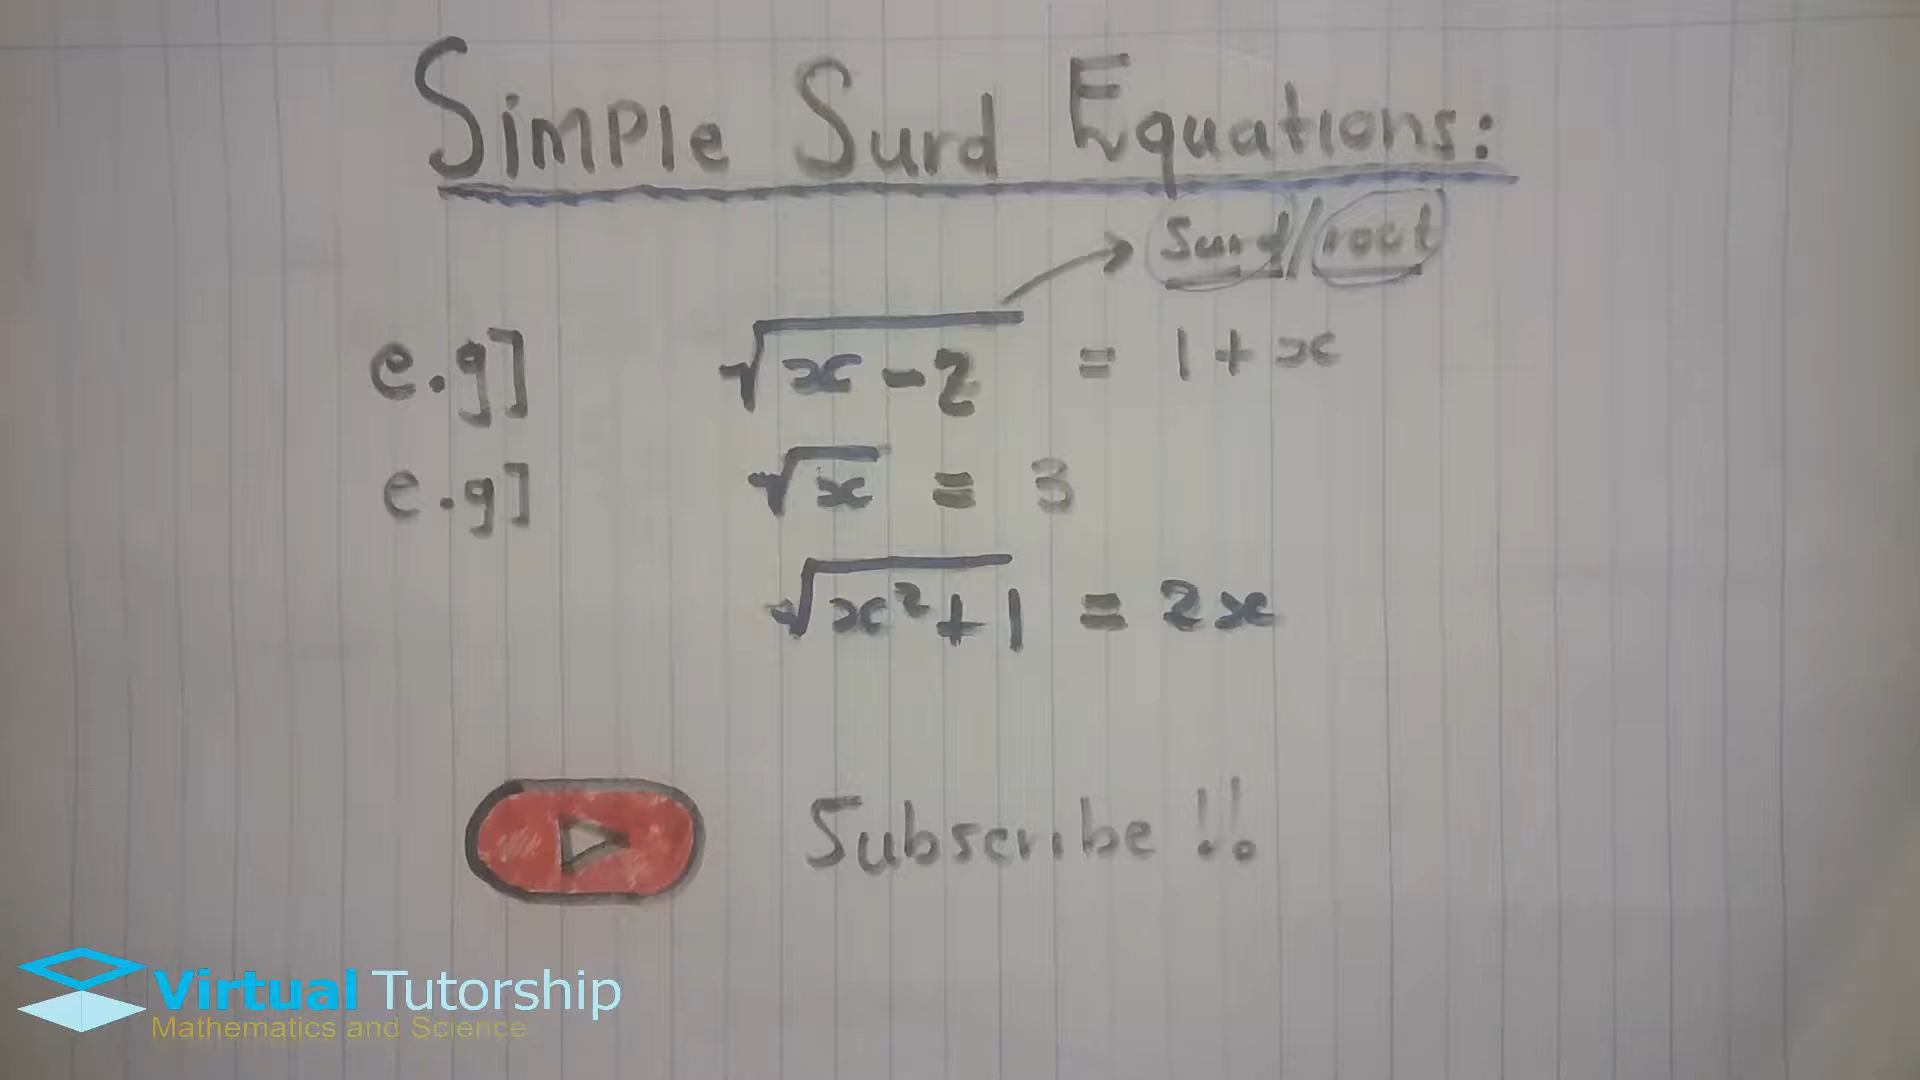 Simple Surd Equations:
Surd/root
e.g] √x-2 = 1+x
e.g] √x = 3
√x²+1 = 2x
Subscribe !!
Virtual Tutorship
Mathematics and Science